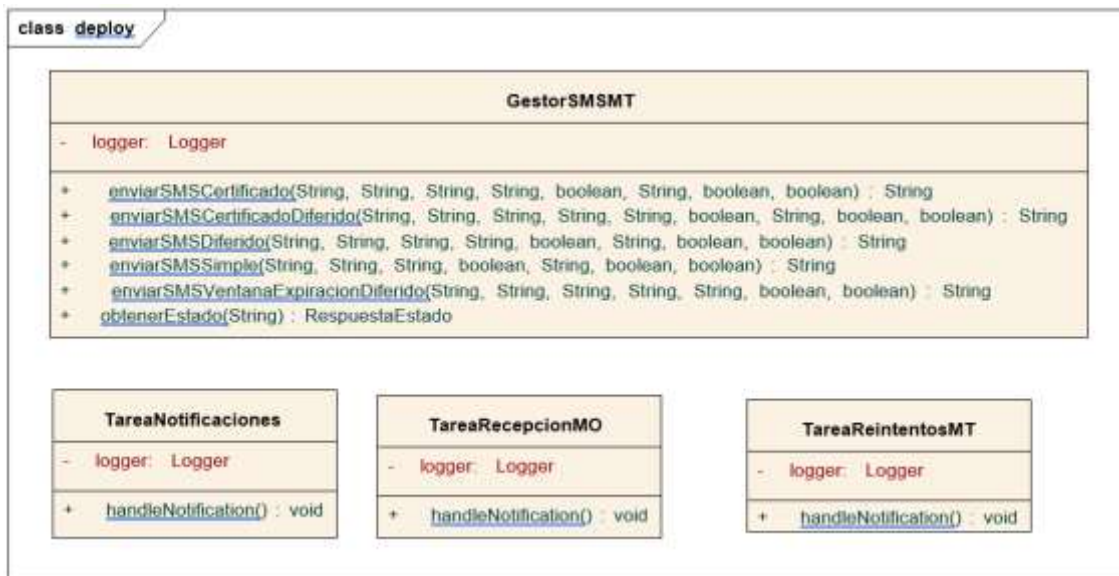 class deploy
GestorSMSMT
- logger: Logger
+ enviarSMSCertificado(String, String, String, String, boolean, String, boolean, boolean) : String
+ enviarSMSCertificadoDiferido(String, String, String, String, String, boolean, String, boolean, boolean) : String
+ enviarSMSDiferido(String, String, String, String, boolean, String, boolean, boolean) : String
+ enviarSMSSimple(String, String, String, boolean, String, boolean, boolean) : String
+ enviarSMSVentanaExpiracionDiferido(String, String, String, String, String, boolean, boolean) : String
+ obtenerEstado(String) : RespuestaEstado
TareaNotificaciones
- logger: Logger
+ handleNotification() : void
TareaRecepcionMO
- logger: Logger
+ handleNotification() : void
TareaReintentosMT
- logger: Logger
+ handleNotification() : void